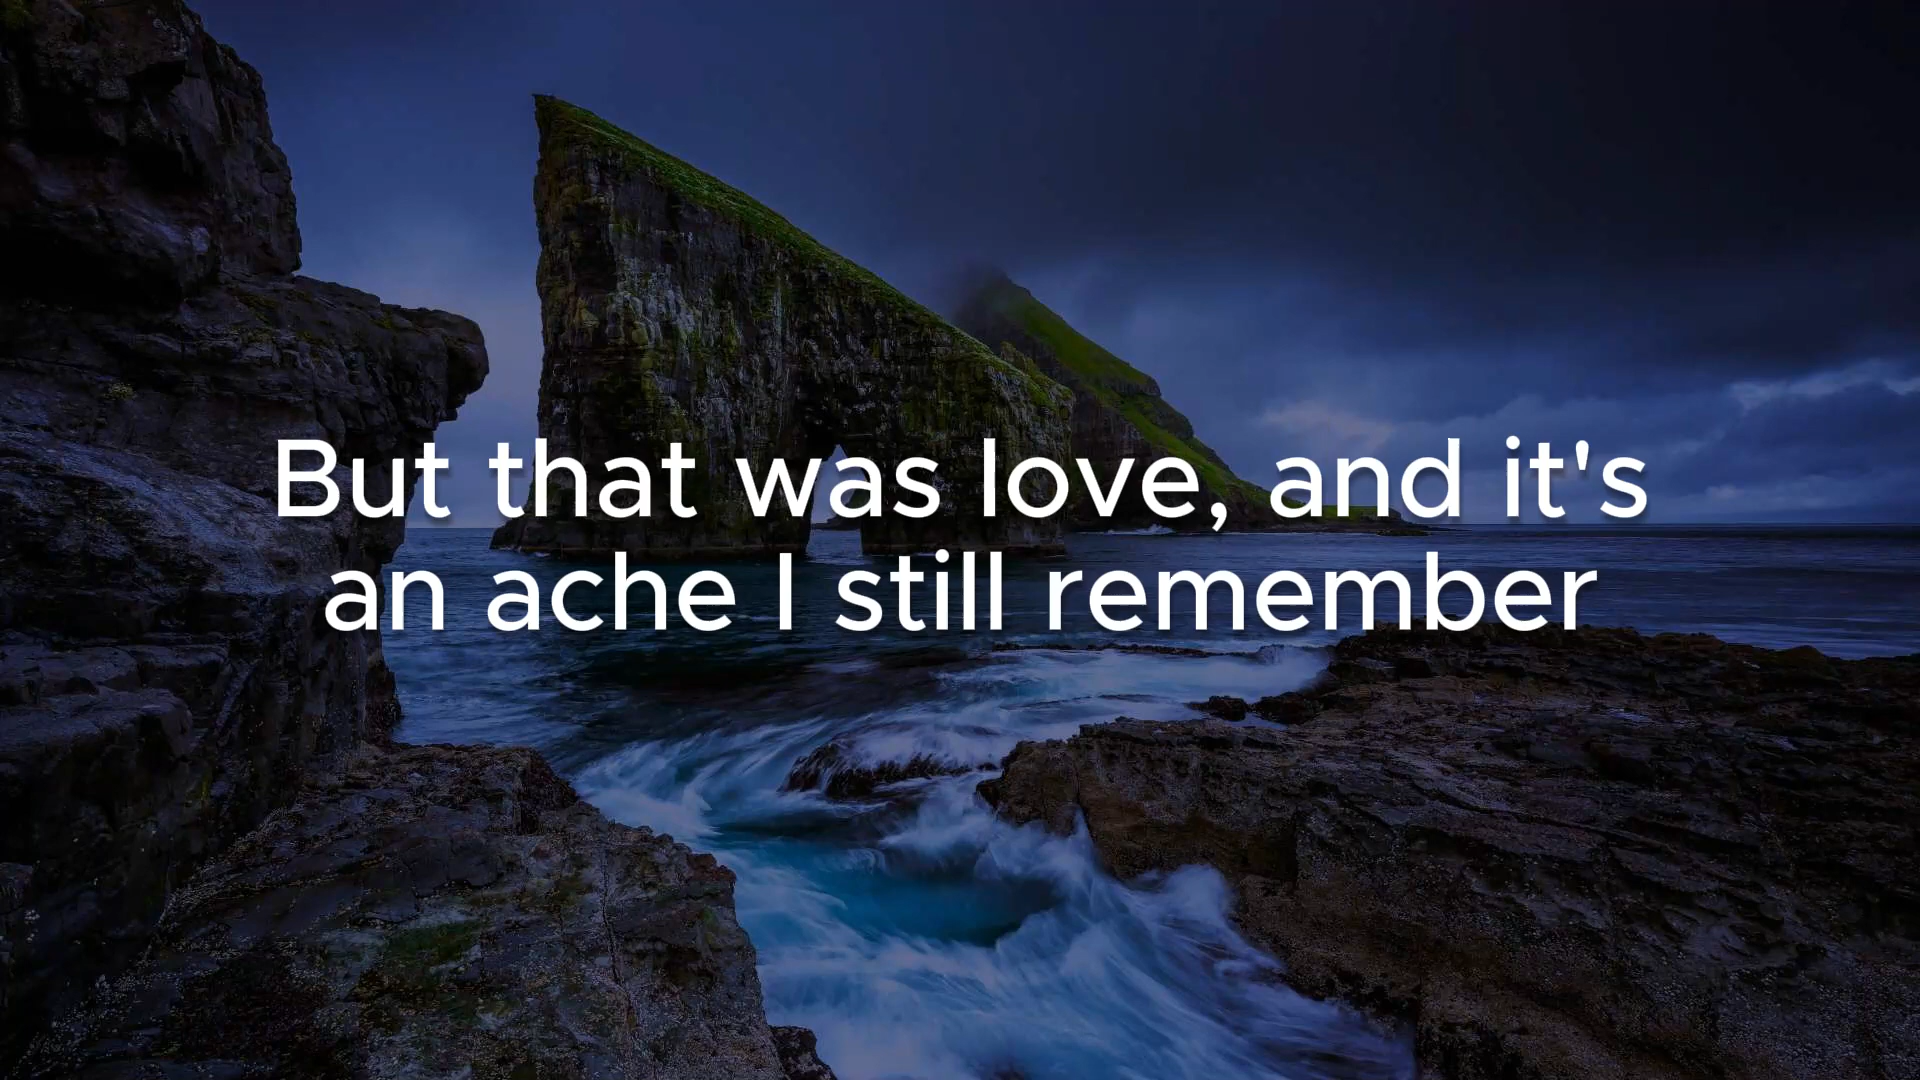 But that was love, and it's
an ache I still remember